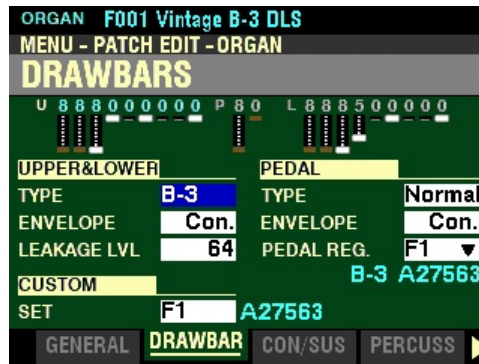 ORGAN F001 Vintage B-3 DLS
MENU - PATCH EDIT - ORGAN
DRAWBARS
U 888000000 P 80 L 888500000
UPPER&LOWER PEDAL
TYPE B-3 TYPE Normal
ENVELOPE Con. ENVELOPE Con.
LEAKAGE LVL 64 PEDAL REG. F1 ▼
B-3 A27563
CUSTOM
SET F1 A27563
GENERAL DRAWBAR CON/SUS PERCUSS